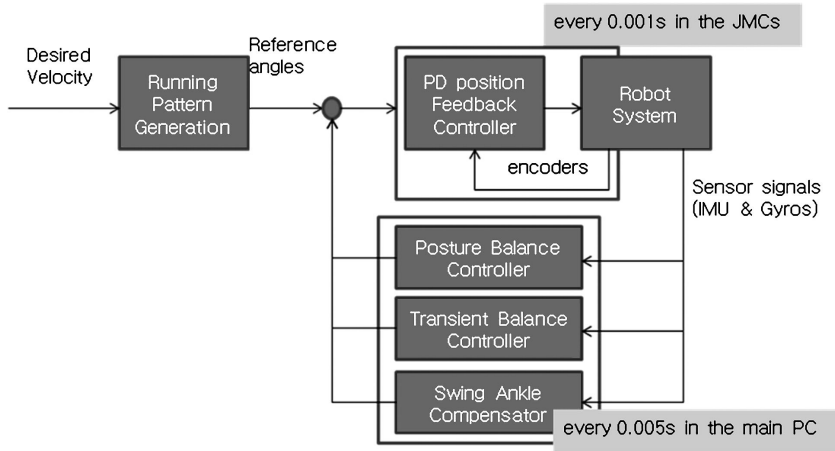 every 0.001s in the JMCs
Desired
Velocity
Running
Pattern
Generation
Reference
angles
PD position
Feedback
Controller
Robot
System
encoders
Sensor signals
(IMU & Gyros)
Posture Balance
Controller
Transient Balance
Controller
Swing Ankle
Compensator
every 0.005s in the main PC